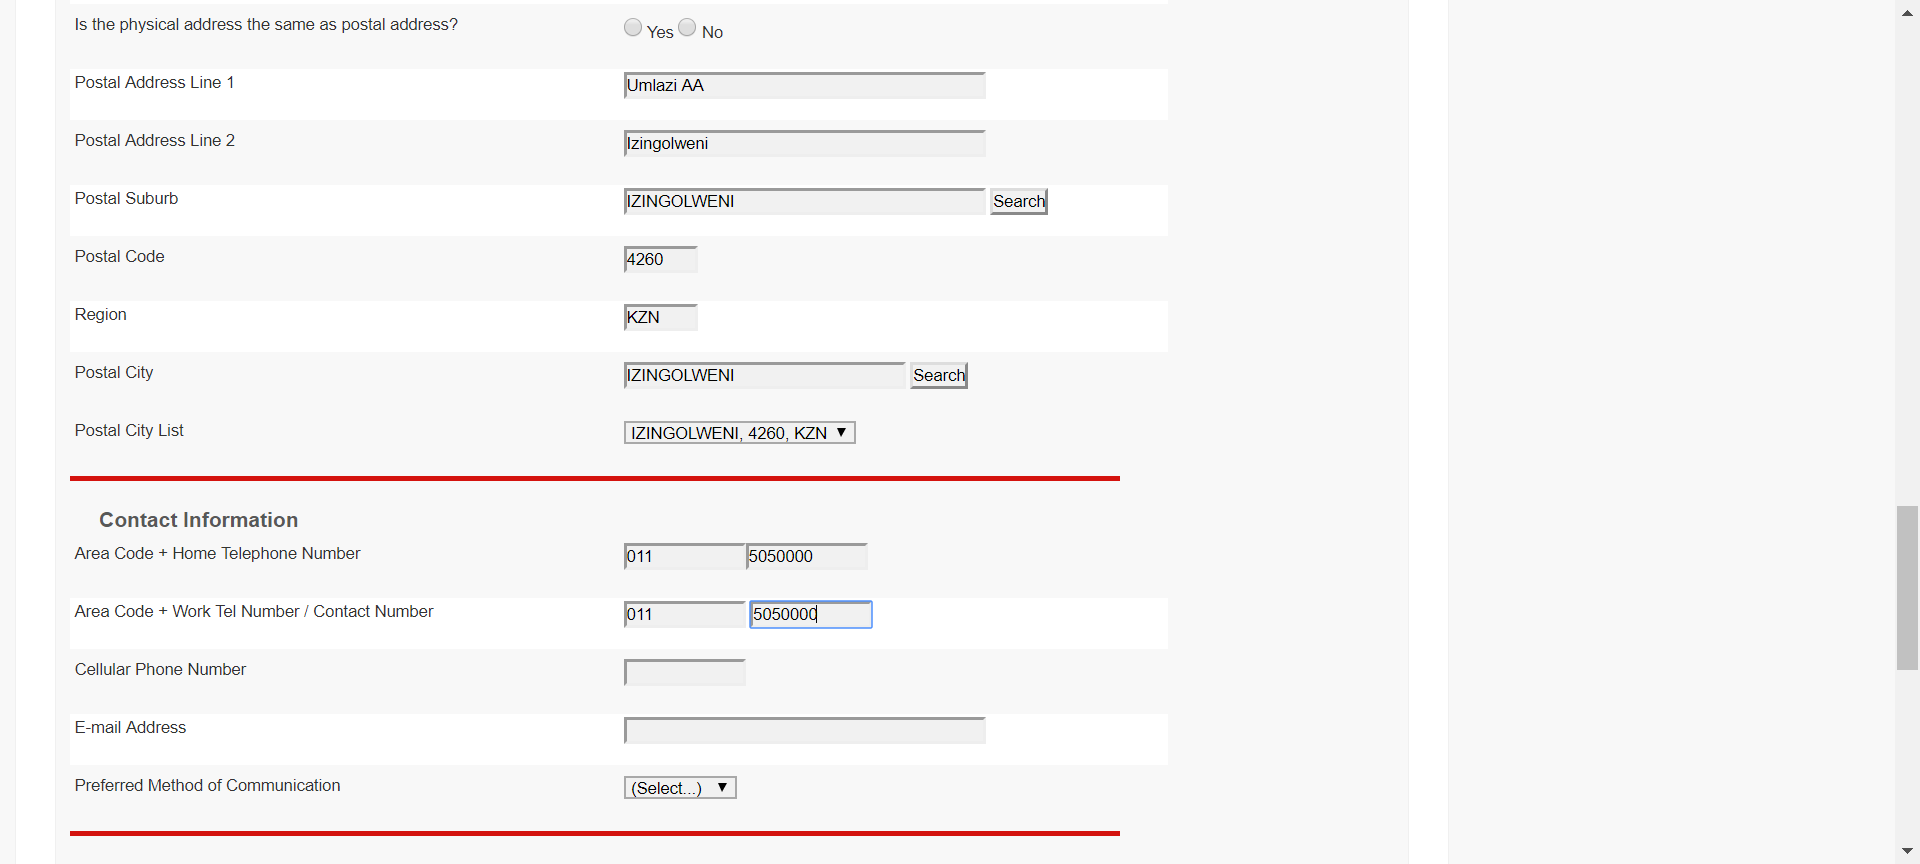 Is the physical address the same as postal address? Yes No
Postal Address Line 1 Umlazi AA
Postal Address Line 2 Izingolweni
Postal Suburb IZINGOLWENI Search
Postal Code 4260
Region KZN
Postal City IZINGOLWENI Search
Postal City List IZINGOLWENI, 4260, KZN
Contact Information
Area Code + Home Telephone Number 011 5050000
Area Code + Work Tel Number / Contact Number 011 5050000
Cellular Phone Number
E-mail Address
Preferred Method of Communication (Select...)